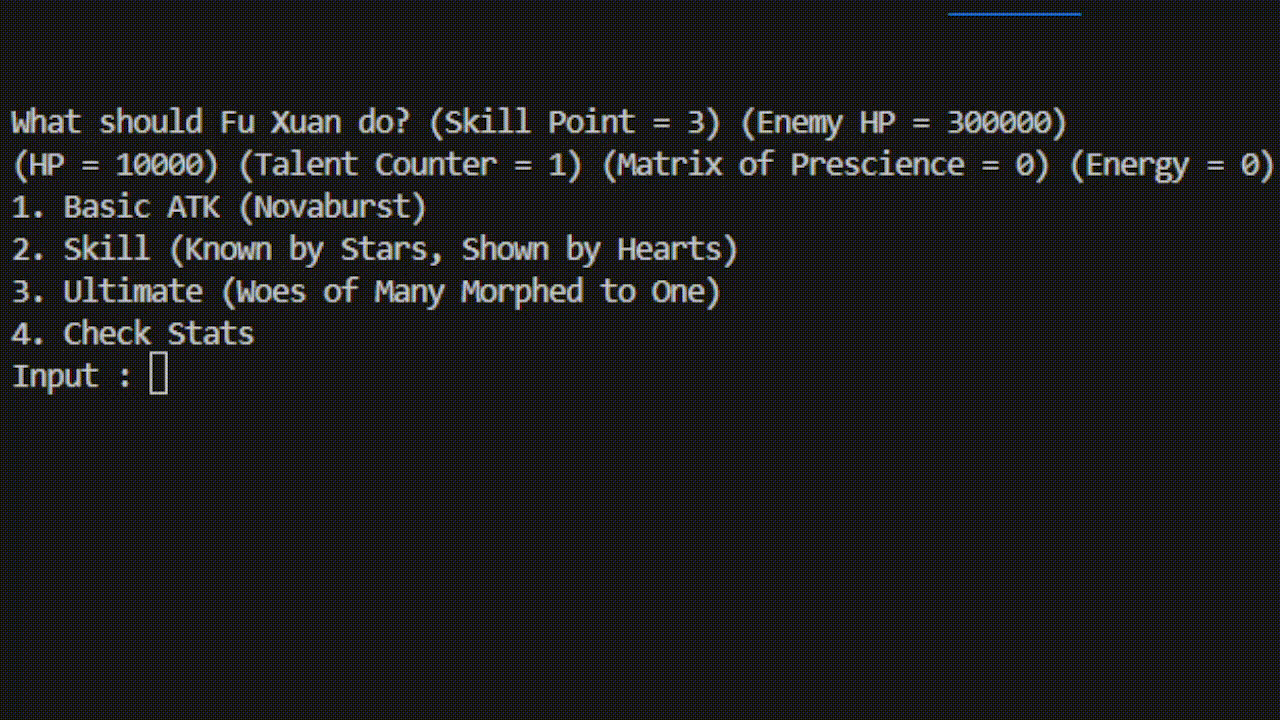 What should Fu Xuan do? (Skill Point = 3) (Enemy HP = 300000)
(HP = 10000) (Talent Counter = 1) (Matrix of Prescience = 0) (Energy = 0)
1. Basic ATK (Novaburst)
2. Skill (Known by Stars, Shown by Hearts)
3. Ultimate (Woes of Many Morphed to One)
4. Check Stats
Input :